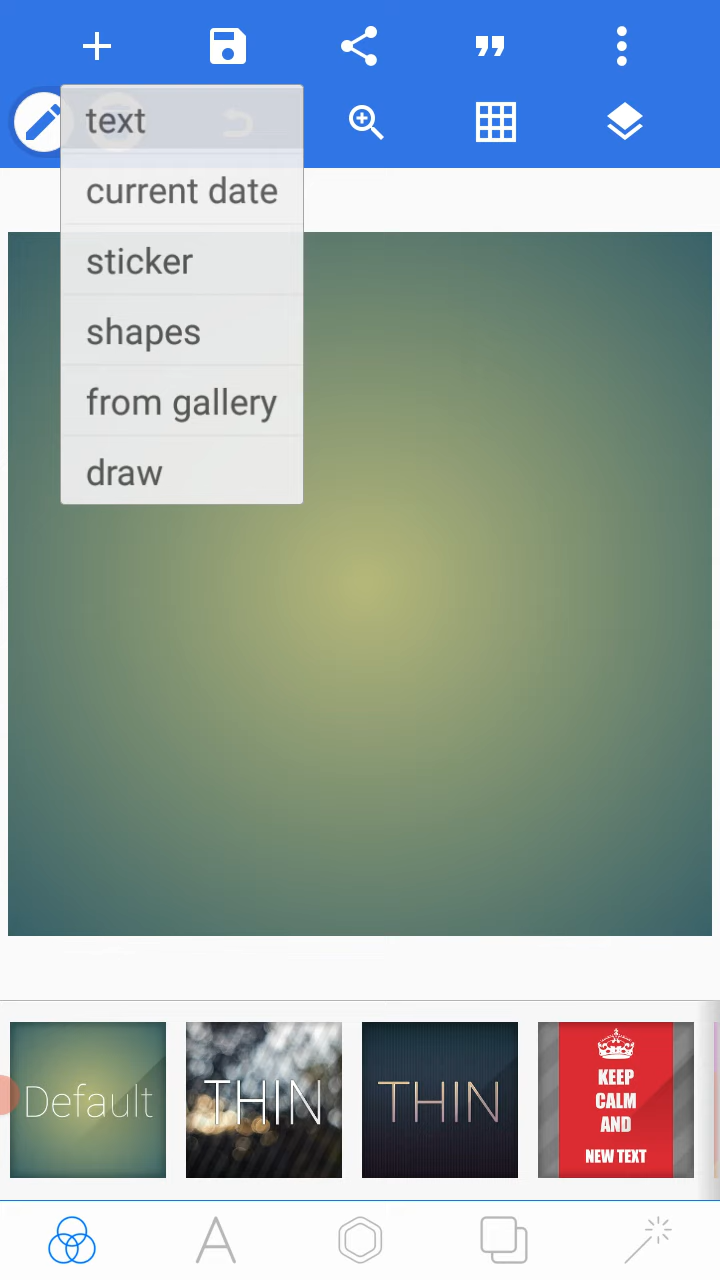 text
current date
sticker
shapes
from gallery
draw
Default
THIN
THIN
KEEP
CALM
AND
NEW TEXT